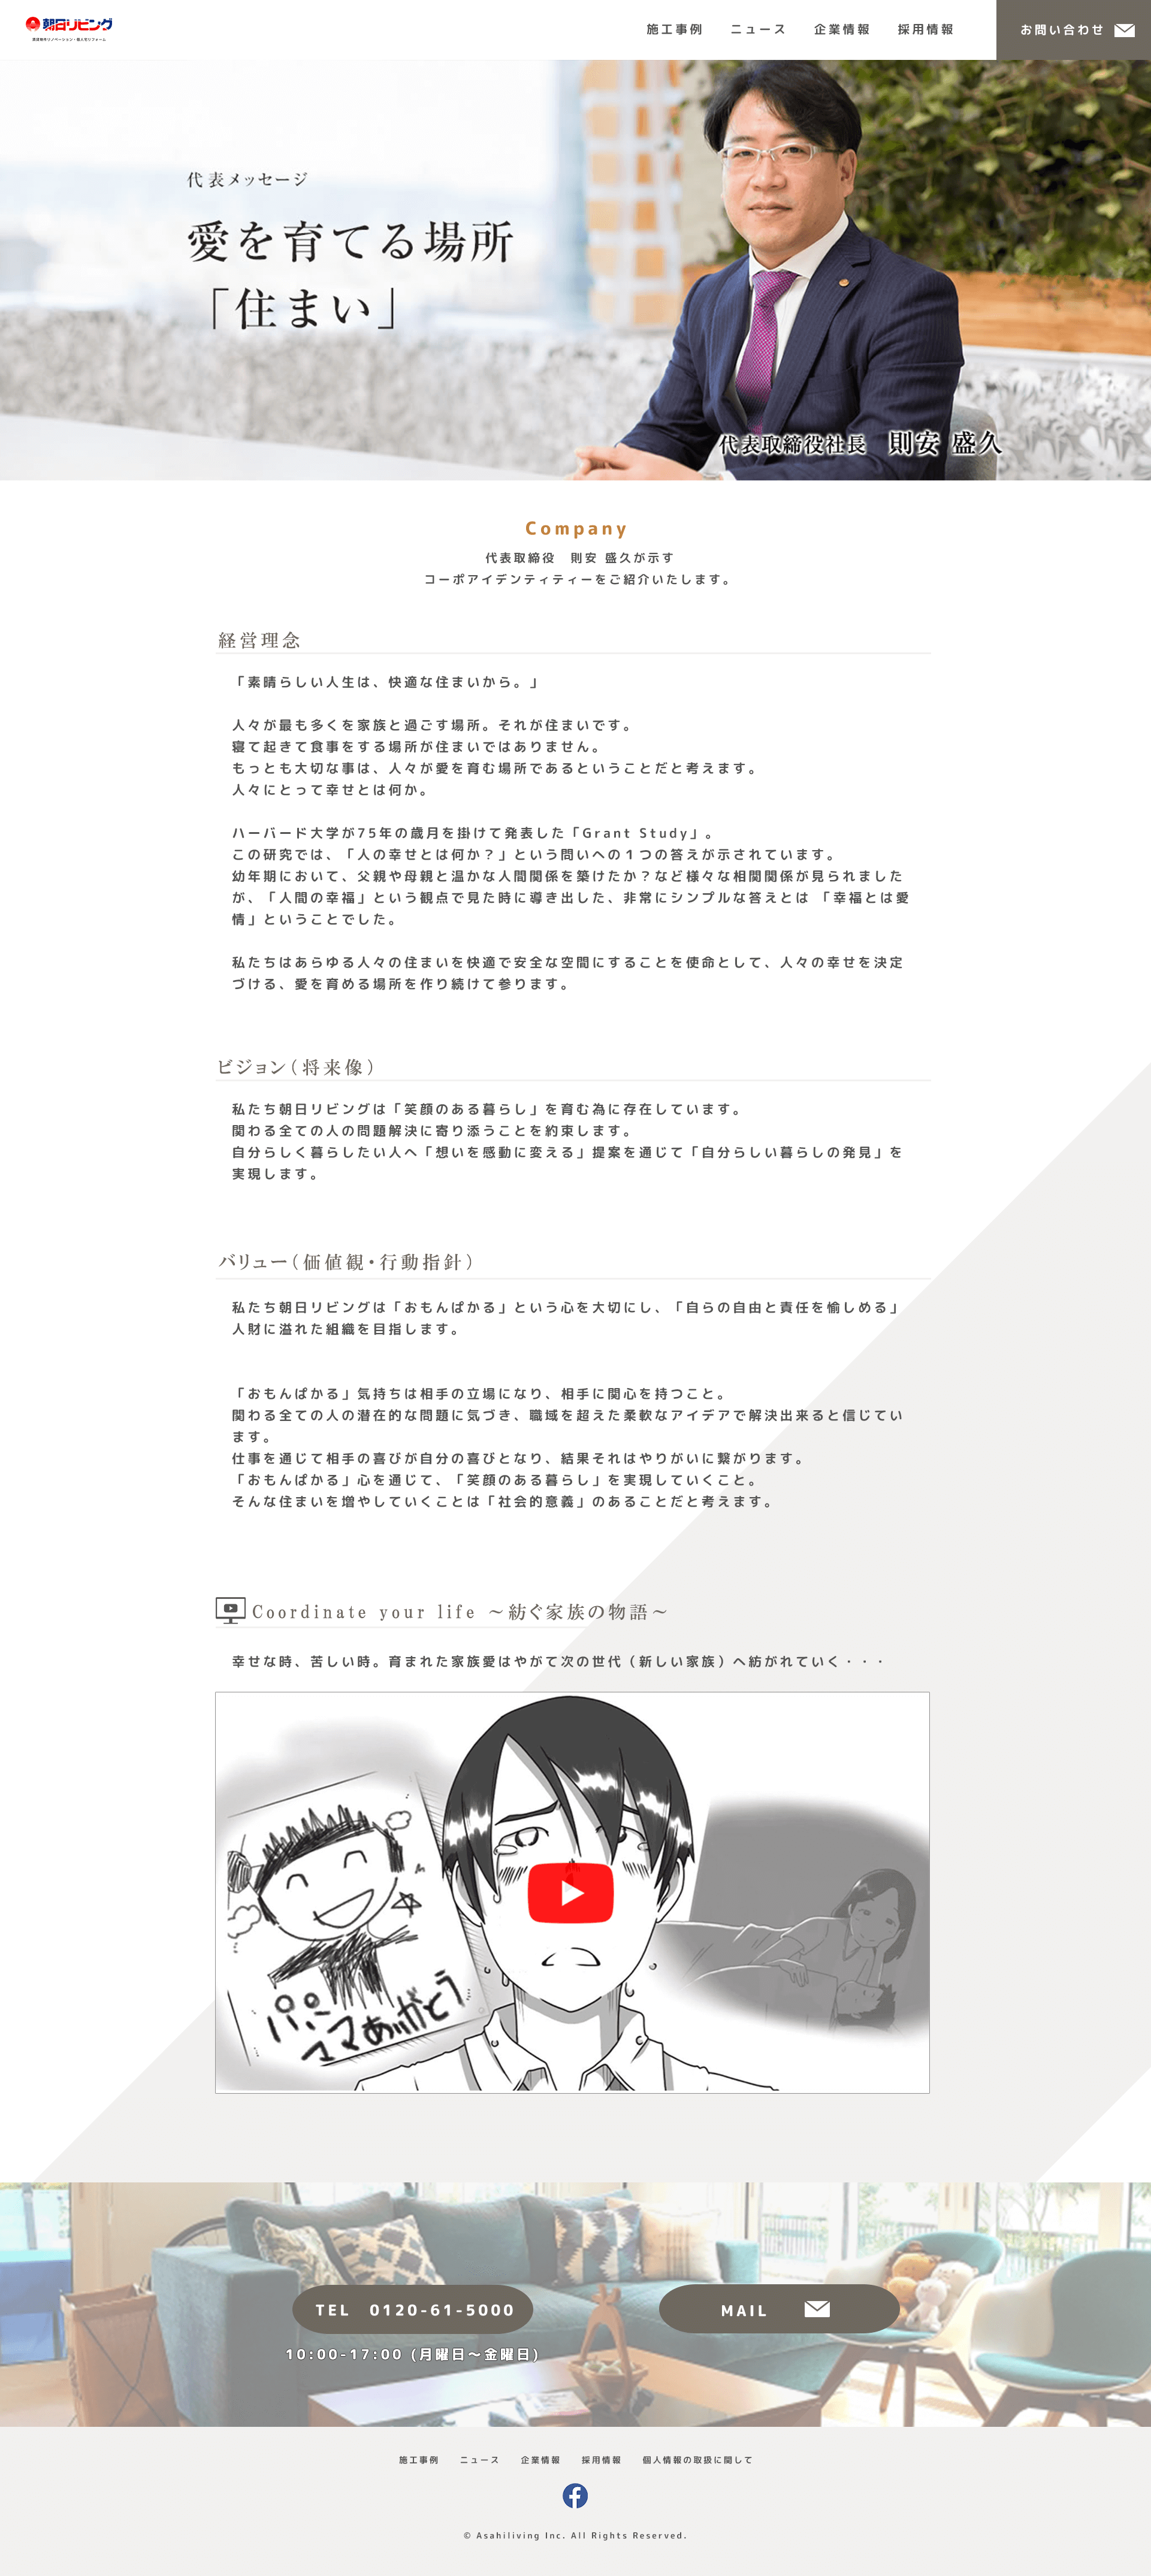 朝日リビング
施工事例
ニュース
企業情報
採用情報
お問い合わせ
代表メッセージ
愛を育てる場所
「住まい」
代表取締役社長　則安 盛久
Company
代表取締役　則安 盛久が示す
コーポアイデンティティーをご紹介いたします。
経営理念
「素晴らしい人生は、快適な住まいから。」
人々が最も多くを家族と過ごす場所。それが住まいです。
寝て起きて食事をする場所が住まいではありません。
もっとも大切な事は、人々が愛を育む場所であるということだと考えます。
人々にとって幸せとは何か。
ハーバード大学が75年の歳月を掛けて発表した「Grant Study」。
この研究では、「人の幸せとは何か？」という問いへの１つの答えが示されています。
幼年期において、父親や母親と温かな人間関係を築けたか？など様々な相関関係が見られました
が、「人間の幸福」という観点で見た時に導き出した、非常にシンプルな答えとは 「幸福とは愛
情」ということでした。
私たちはあらゆる人々の住まいを快適で安全な空間にすることを使命として、人々の幸せを決定
づける、愛を育める場所を作り続けて参ります。
ビジョン（将来像）
私たち朝日リビングは「笑顔のある暮らし」を育む為に存在しています。
関わる全ての人の問題解決に寄り添うことを約束します。
自分らしく暮らしたい人へ「想いを感動に変える」提案を通じて「自分らしい暮らしの発見」を
実現します。
バリュー（価値観・行動指針）
私たち朝日リビングは「おもんぱかる」という心を大切にし、「自らの自由と責任を愉しめる」
人財に溢れた組織を目指します。
「おもんぱかる」気持ちは相手の立場になり、相手に関心を持つこと。
関わる全ての人の潜在的な問題に気づき、職域を超えた柔軟なアイデアで解決出来ると信じてい
ます。
仕事を通じて相手の喜びが自分の喜びとなり、結果それはやりがいに繋がります。
「おもんぱかる」心を通じて、「笑顔のある暮らし」を実現していくこと。
そんな住まいを増やしていくことは「社会的意義」のあることだと考えます。
Coordinate your life ～紡ぐ家族の物語～
幸せな時、苦しい時。育まれた家族愛はやがて次の世代（新しい家族）へ紡がれていく・・・
パパ
ママありがとう
TEL　0120-61-5000
10:00-17:00 (月曜日～金曜日)
MAIL
施工事例
ニュース
企業情報
採用情報
個人情報の取扱に関して
© Asahiliving Inc. All Rights Reserved.